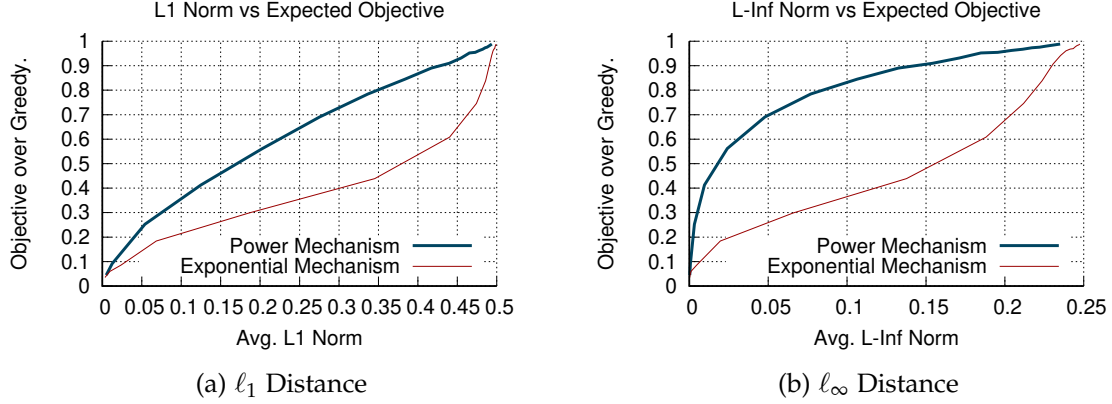 L1 Norm vs Expected Objective
Objective over Greedy.
1
0.9
0.8
0.7
0.6
0.5
0.4
0.3
0.2
0.1
0
Power Mechanism
Exponential Mechanism
0 0.05 0.1 0.15 0.2 0.25 0.3 0.35 0.4 0.45 0.5
Avg. L1 Norm
(a) ℓ1 Distance
L-Inf Norm vs Expected Objective
Objective over Greedy.
1
0.9
0.8
0.7
0.6
0.5
0.4
0.3
0.2
0.1
0
Power Mechanism
Exponential Mechanism
0 0.05 0.1 0.15 0.2 0.25
Avg. L-Inf Norm
(b) ℓ∞ Distance